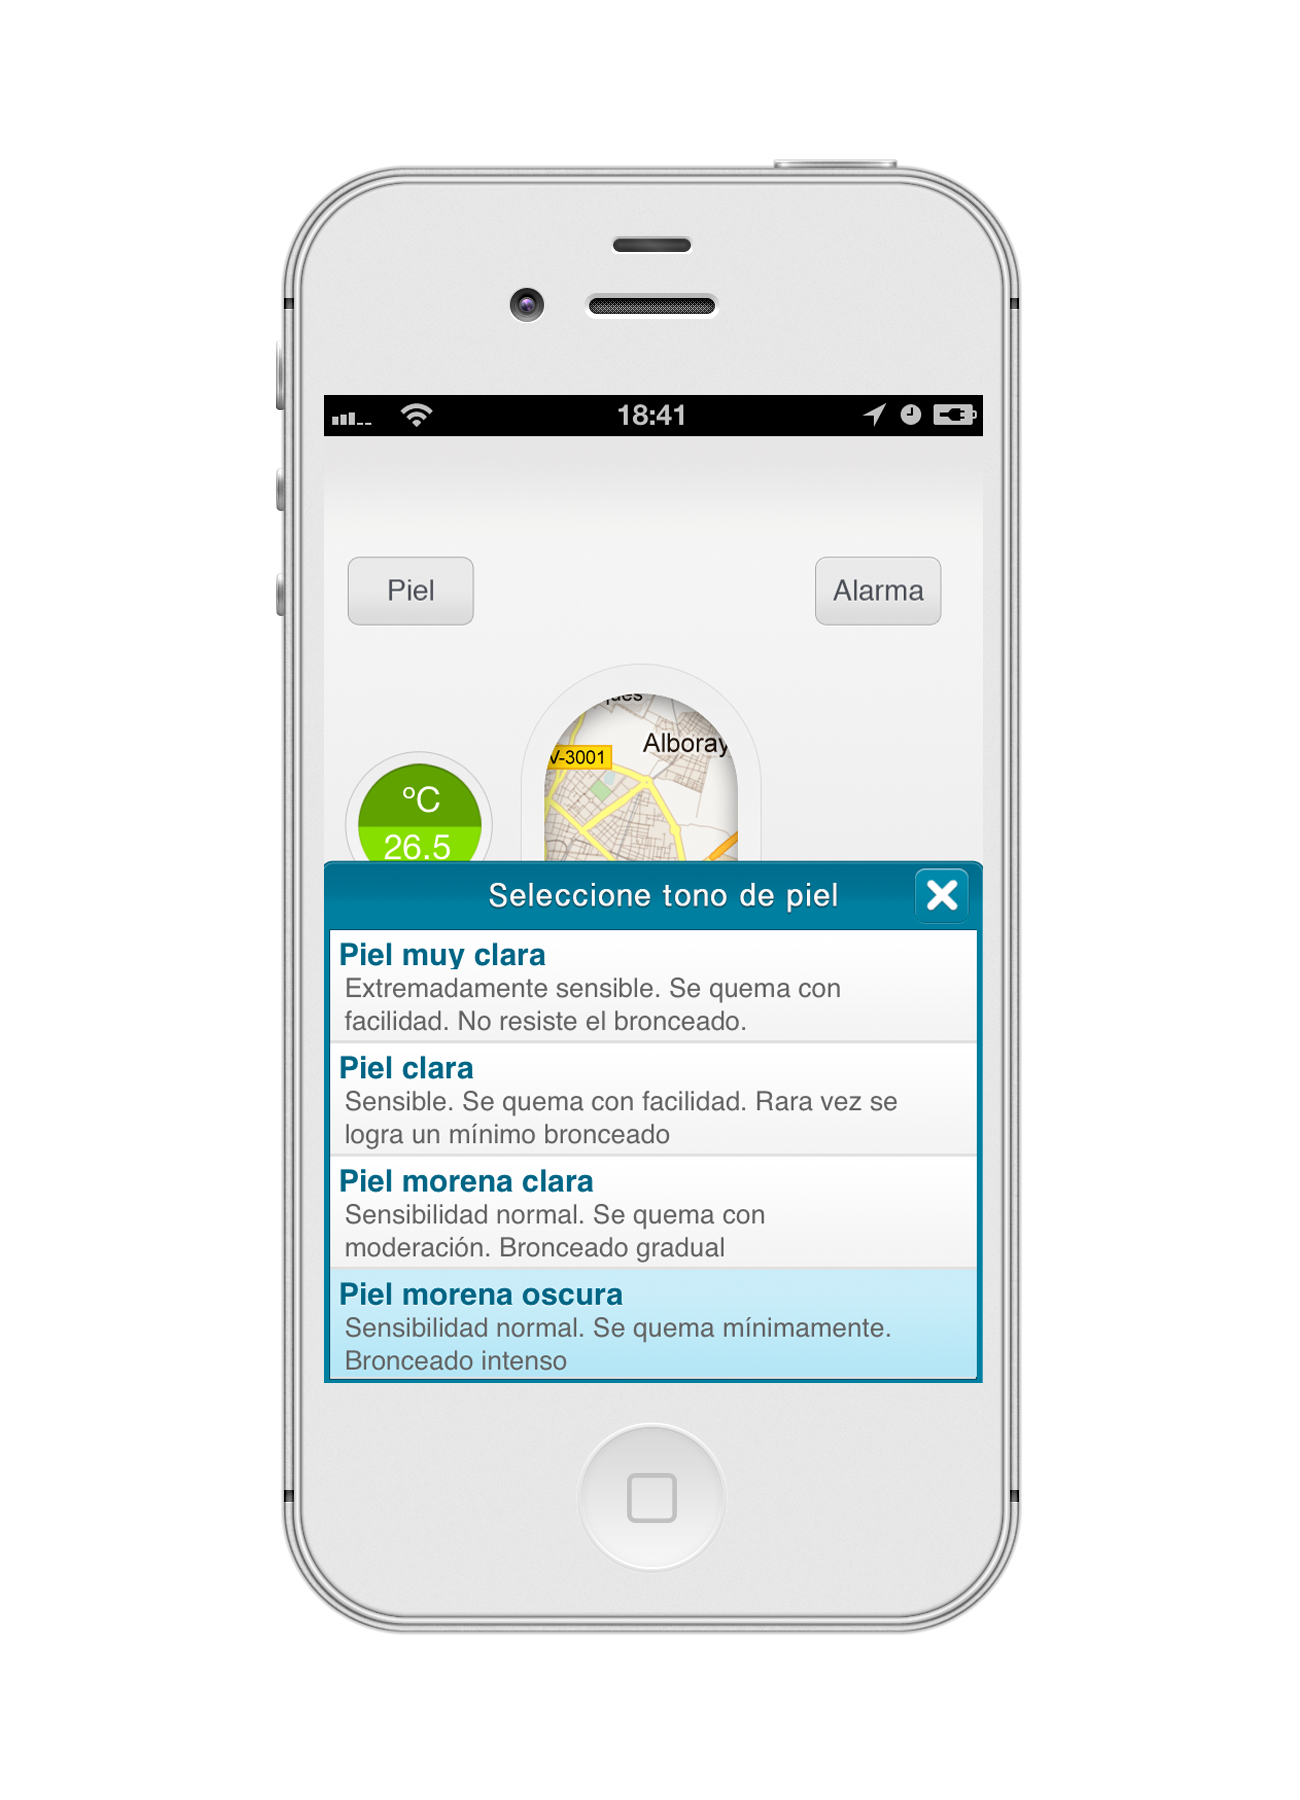 18:41
Piel
Alarma
Alboray
V-3001
ºC
26.5
Seleccione tono de piel
Piel muy clara
Extremadamente sensible. Se quema con
facilidad. No resiste el bronceado.
Piel clara
Sensible. Se quema con facilidad. Rara vez se
logra un mínimo bronceado
Piel morena clara
Sensibilidad normal. Se quema con
moderación. Bronceado gradual
Piel morena oscura
Sensibilidad normal. Se quema mínimamente.
Bronceado intenso